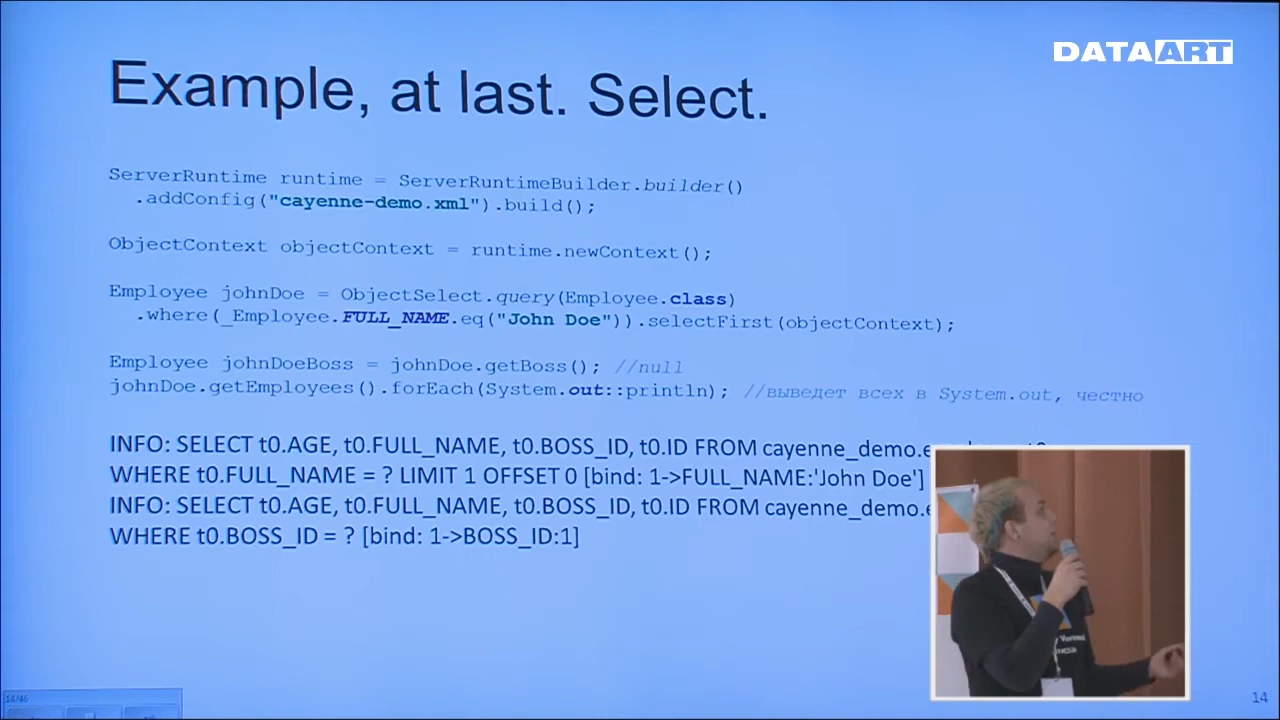 DATAART
Example, at last. Select.
ServerRuntime runtime = ServerRuntimeBuilder.builder()
.addConfig("cayenne-demo.xml").build();
ObjectContext objectContext = runtime.newContext();
Employee johnDoe = ObjectSelect.query(Employee.class)
.where(_Employee.FULL_NAME.eq("John Doe")).selectFirst(objectContext);
Employee johnDoeBoss = johnDoe.getBoss(); //null
johnDoe.getEmployees().forEach(System.out::println); //выведет всех в System.out, честно
INFO: SELECT t0.AGE, t0.FULL_NAME, t0.BOSS_ID, t0.ID FROM cayenne_demo.
WHERE t0.FULL_NAME = ? LIMIT 1 OFFSET 0 [bind: 1->FULL_NAME:'John Doe']
INFO: SELECT t0.AGE, t0.FULL_NAME, t0.BOSS_ID, t0.ID FROM cayenne_demo.
WHERE t0.BOSS_ID = ? [bind: 1->BOSS_ID:1]
14/46
14